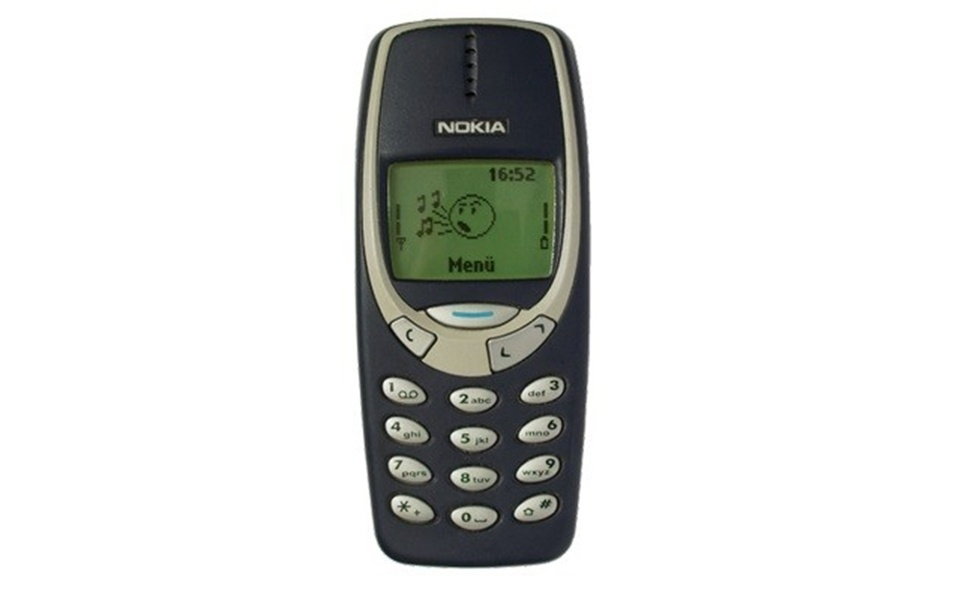 NOKIA
16:52
Menü
1
2 abc
def 3
4 ghi
5 jkl
mno 6
7 pqrs
8 tuv
wxyz 9
* +
0
#